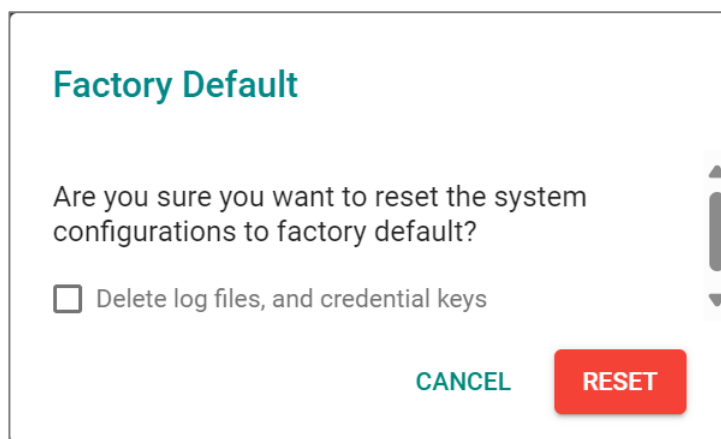 Factory Default
Are you sure you want to reset the system
configurations to factory default?
Delete log files, and credential keys
CANCEL RESET